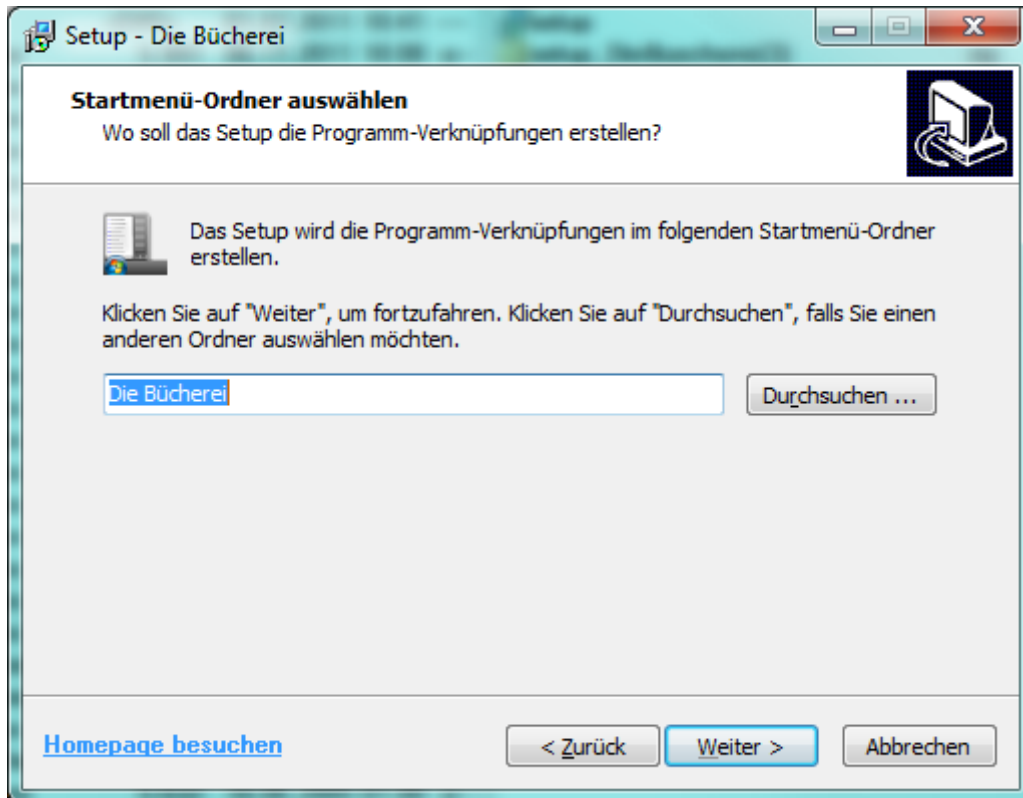 Setup - Die Bücherei
Startmenü-Ordner auswählen
Wo soll das Setup die Programm-Verknüpfungen erstellen?
Das Setup wird die Programm-Verknüpfungen im folgenden Startmenü-Ordner
erstellen.
Klicken Sie auf "Weiter", um fortzufahren. Klicken Sie auf "Durchsuchen", falls Sie einen
anderen Ordner auswählen möchten.
Die Bücherei
Durchsuchen ...
Homepage besuchen
< Zurück
Weiter >
Abbrechen